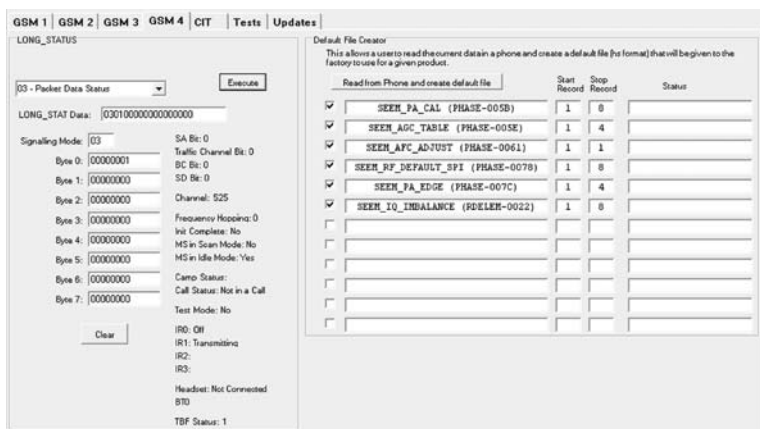 GSM 1 GSM 2 GSM 3 GSM 4 CIT Tests Updates
LONG_STATUS
03 - Packet Data Status
Execute
LONG_STAT Data: 030100000000000000
Signalling Mode: 03
Byte 0: 00000001
Byte 1: 00000000
Byte 2: 00000000
Byte 3: 00000000
Byte 4: 00000000
Byte 5: 00000000
Byte 6: 00000000
Byte 7: 00000000
Clear
SA Bit: 0
Traffic Channel Bit: 0
BC Bit: 0
SD Bit: 0
Channel: 525
Frequency Hopping: 0
Init Complete: No
MS in Scan Mode: No
MS in Idle Mode: Yes
Camp Status:
Call Status: Not in a Call
Test Mode: No
IR0: Off
IR1: Transmitting
IR2:
IR3:
Headset: Not Connected
BT0
TBF Status: 1
Default File Creator
This allows a user to read the current data in a phone and create a default file (hs format) that will be given to the
factory to use for a given product.
Read from Phone and create default file
Start Record
Stop Record
Status
SEEM_PA_CAL (PHASE-005B) 1 8
SEEM_AGC_TABLE (PHASE-005E) 1 4
SEEM_AFC_ADJUST (PHASE-0061) 1 1
SEEM_RF_DEFAULT_SPI (PHASE-0078) 1 8
SEEM_PA_EDGE (PHASE-007C) 1 4
SEEM_IQ_IMBALANCE (RDELEM-0022) 1 8